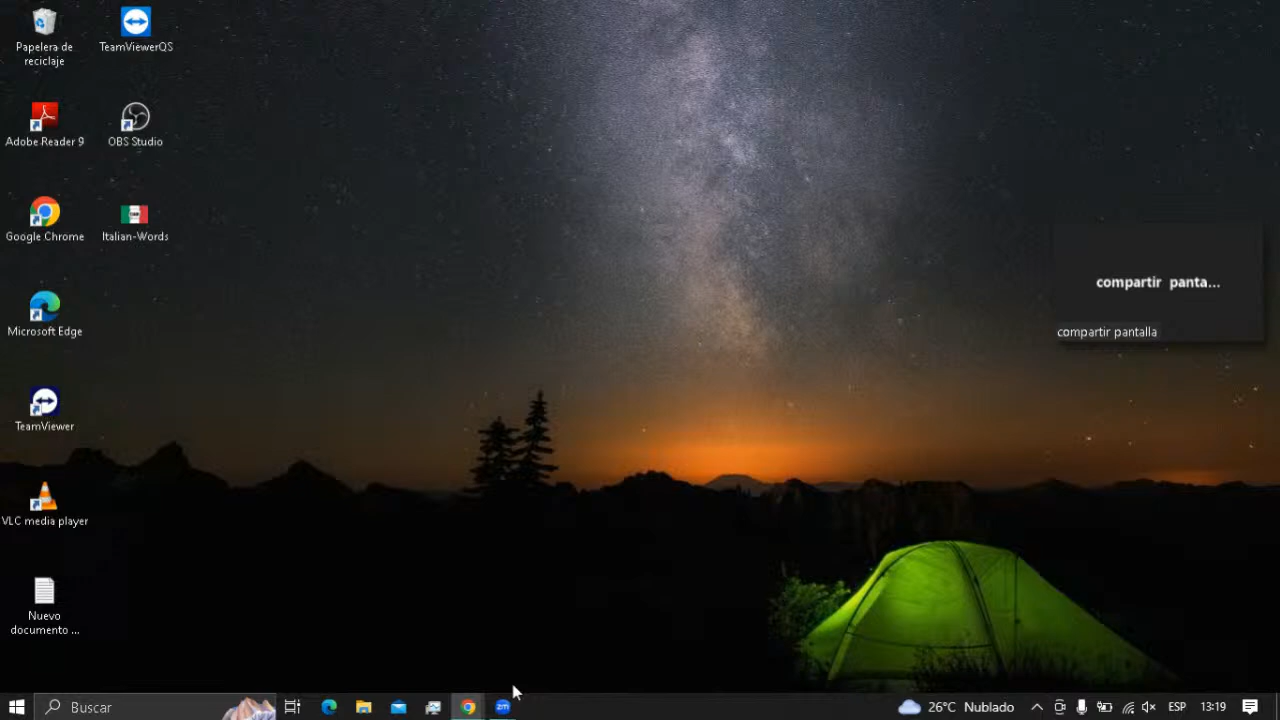 Papelera de
reciclaje
TeamViewerQS
Adobe Reader 9
OBS Studio
Google Chrome
Italian-Words
Microsoft Edge
TeamViewer
VLC media player
Nuevo
documento ...
compartir panta...
compartir pantalla
Buscar
zm
26°C Nublado
ESP
13:19